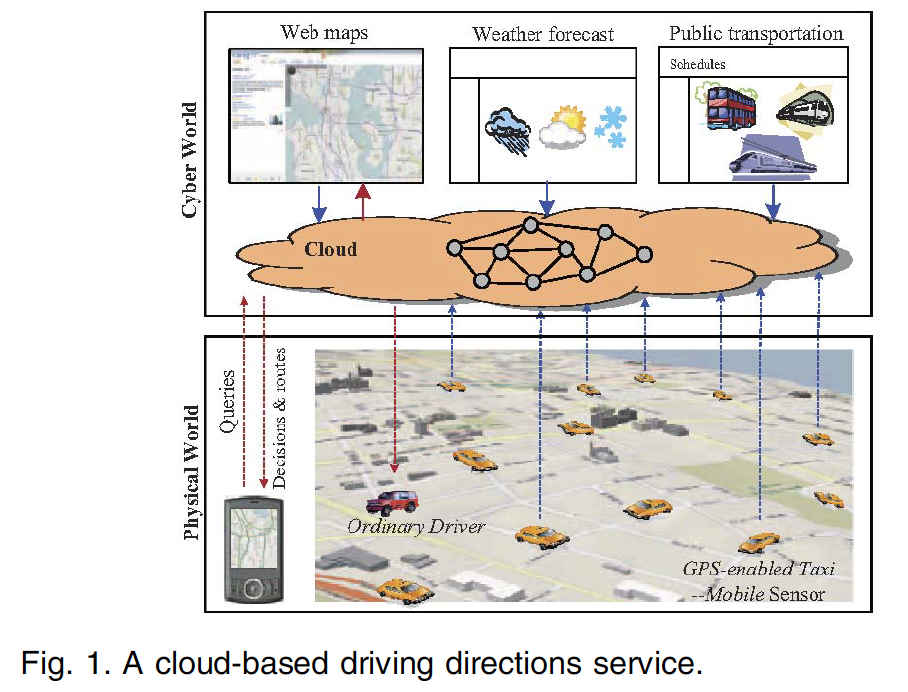 Web maps
Weather forecast
Public transportation
Schedules
Cyber World
Cloud
Physical World
Queries
Decisions & routes
Ordinary Driver
GPS-enabled Taxi
--Mobile Sensor
Fig. 1. A cloud-based driving directions service.